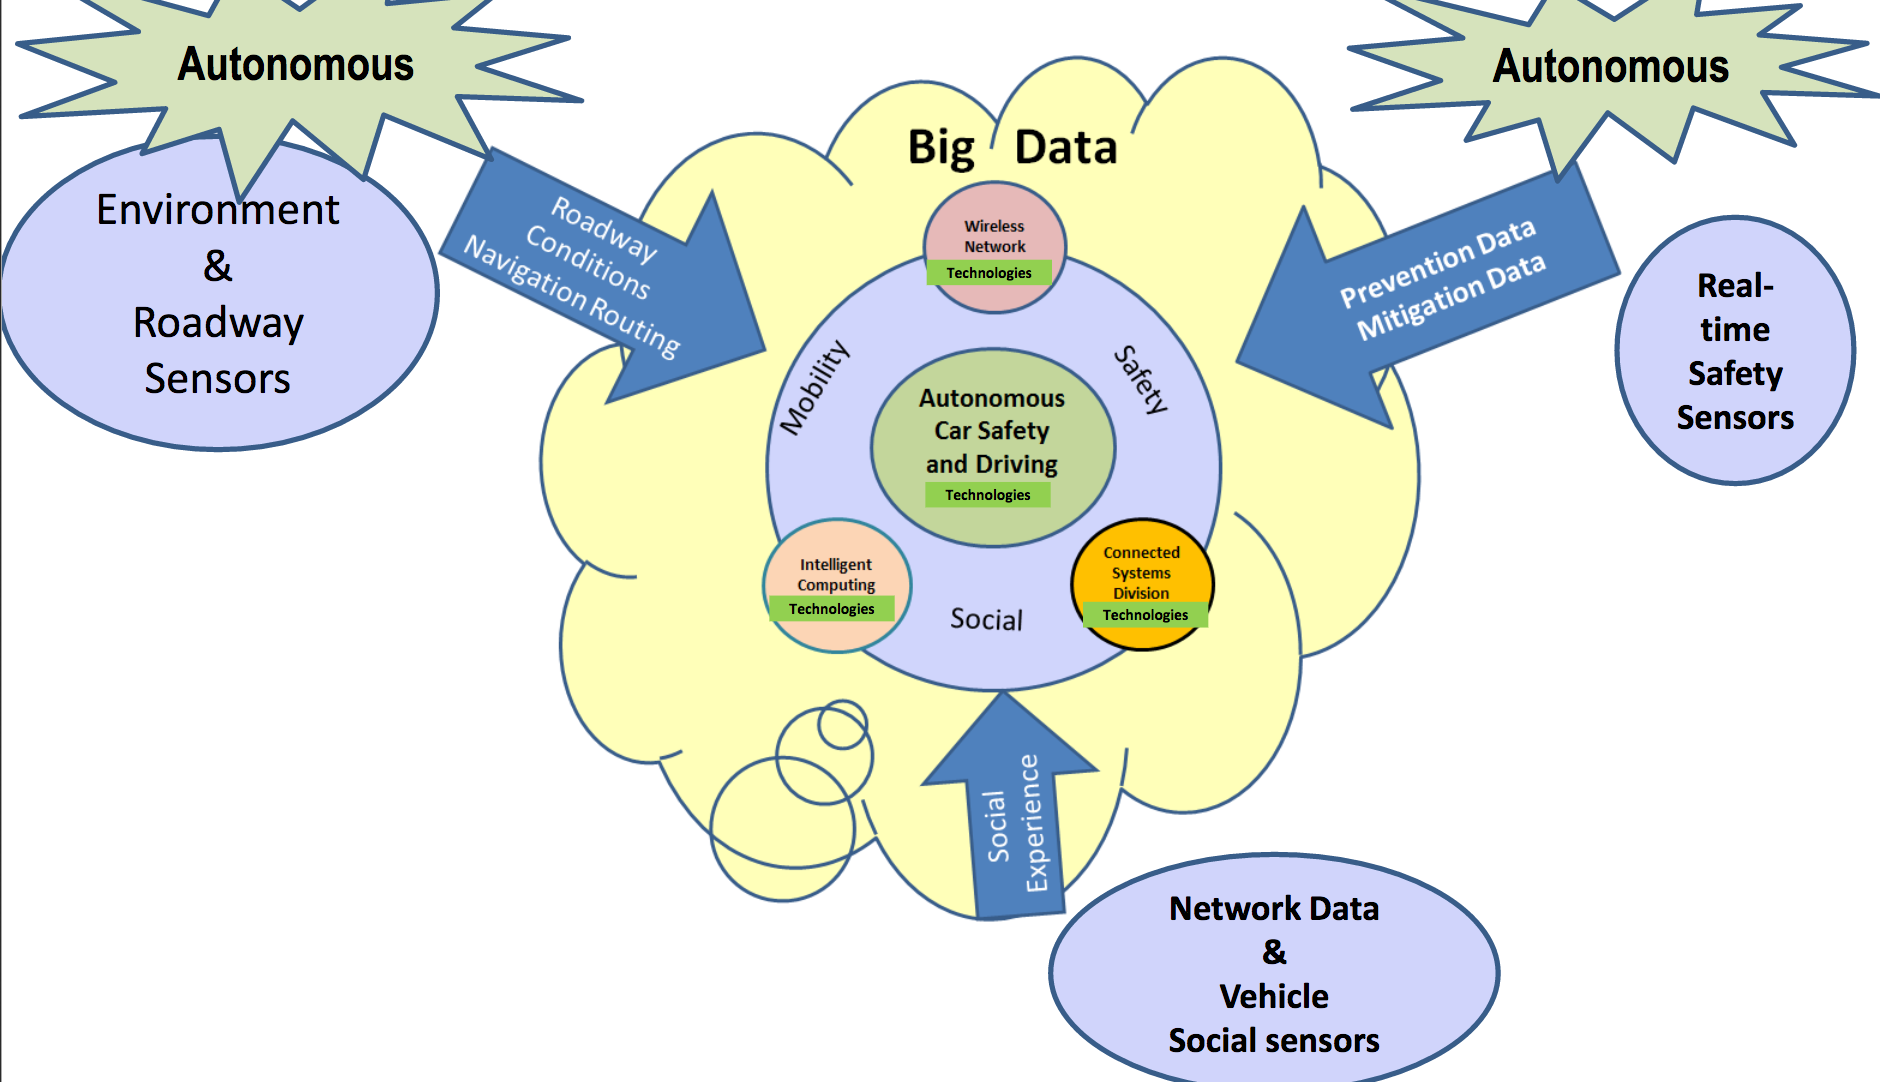 Autonomous
Autonomous
Big Data
Environment
&
Roadway
Sensors
Roadway
Conditions
Navigation Routing
Wireless
Network
Technologies
Prevention Data
Mitigation Data
Real-
time
Safety
Sensors
Mobility
Safety
Autonomous
Car Safety
and Driving
Technologies
Intelligent
Computing
Technologies
Connected
Systems
Division
Technologies
Social
Social
Experience
Network Data
&
Vehicle
Social sensors